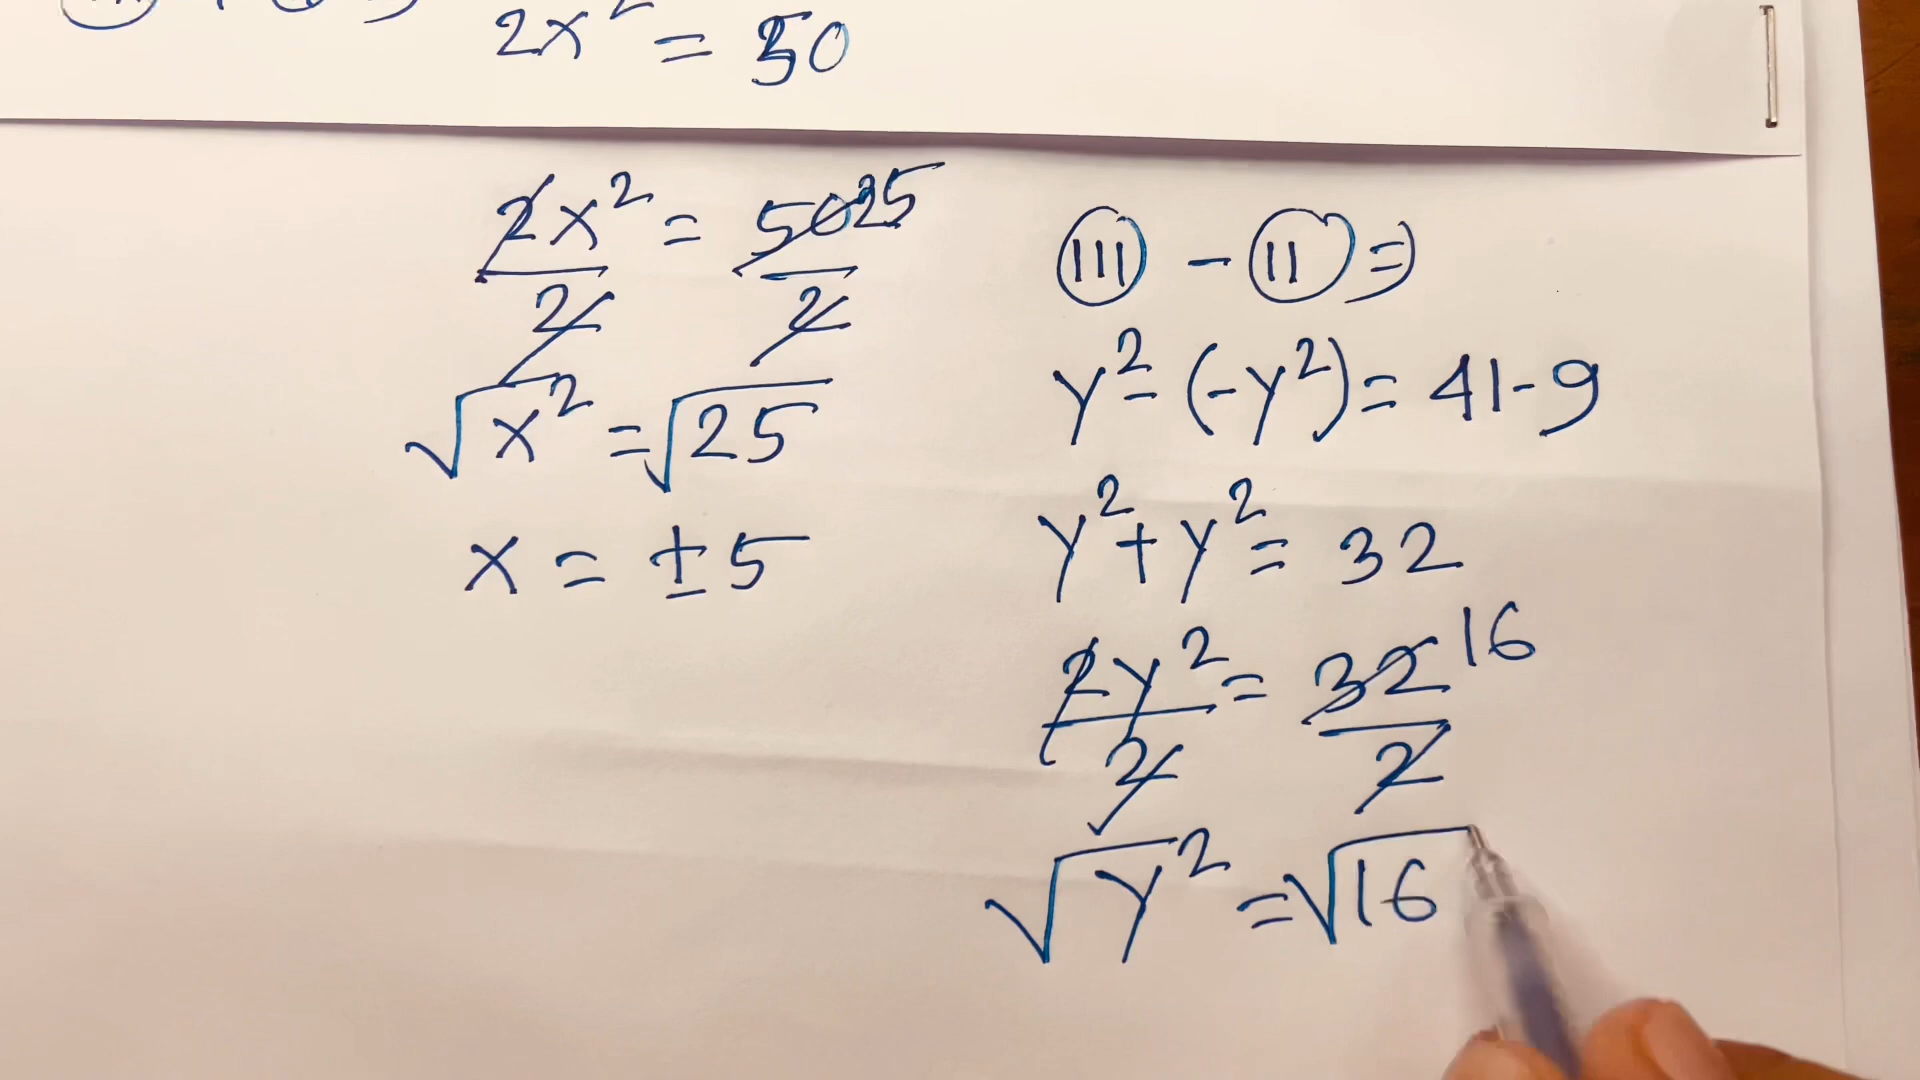 2x² = 50
2x²/2 = 50/2 25
√x² = √25
x = ±5
III - II ⇒
y² - (-y²) = 41 - 9
y² + y² = 32
2y²/2 = 32/2 16
√y² = √16